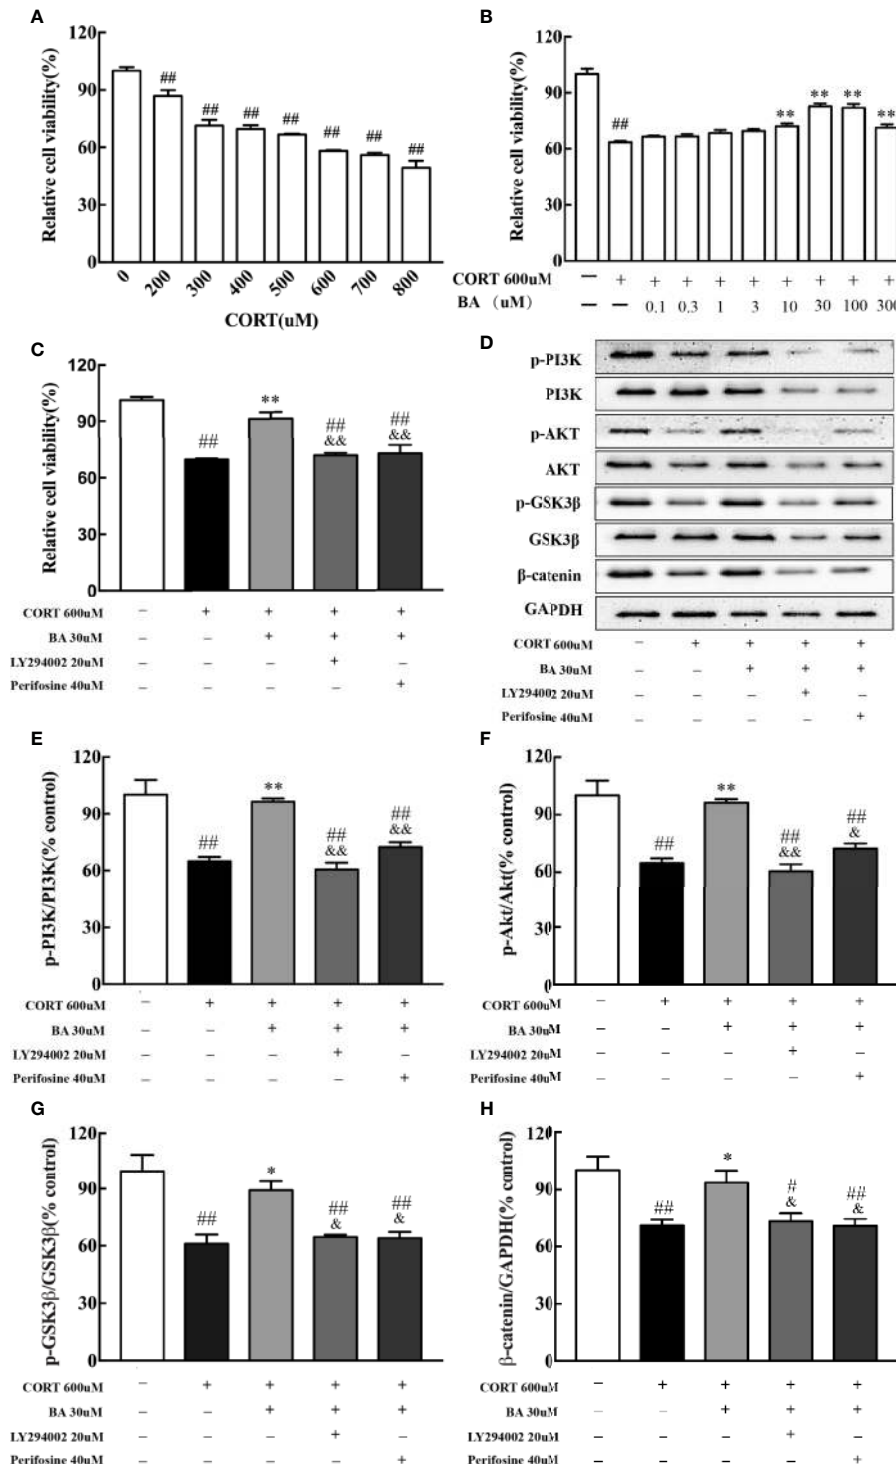 A
Relative cell viability(%)
120
90
60
30
0
##
##
##
##
##
##
##
0
200
300
400
500
600
700
800
CORT(uM)
B
Relative cell viability(%)
120
90
60
30
0
##
**
**
**
**
CORT 600uM − + + + + + + + + +
BA (uM) − − 0.1 0.3 1 3 10 30 100 300
C
Relative cell viability(%)
120
90
60
30
0
##
**
##
&&
##
&&
CORT 600uM − + + + +
BA 30uM − − + + +
LY294002 20uM − − − + −
Perifosine 40uM − − − − +
D
p-PI3K
PI3K
p-AKT
AKT
p-GSK3β
GSK3β
β-catenin
GAPDH
CORT 600uM − + + + +
BA 30uM − − + + +
LY294002 20uM − − − + −
Perifosine 40uM − − − − +
E
p-PI3K/PI3K(% control)
120
90
60
30
0
##
**
##
&&
##
&&
CORT 600uM − + + + +
BA 30uM − − + + +
LY294002 20uM − − − + −
Perifosine 40uM − − − − +
F
p-Akt/Akt(% control)
120
90
60
30
0
##
**
##
&&
##
&
CORT 600uM − + + + +
BA 30uM − − + + +
LY294002 20uM − − − + −
Perifosine 40uM − − − − +
G
p-GSK3β/GSK3β(% control)
120
90
60
30
0
##
*
##
&
##
&
CORT 600uM − + + + +
BA 30uM − − + + +
LY294002 20uM − − − + −
Perifosine 40uM − − − − +
H
β-catenin/GAPDH(% control)
120
90
60
30
0
##
*
#
&
##
&
CORT 600uM − + + + +
BA 30uM − − + + +
LY294002 20uM − − − + −
Perifosine 40uM − − − − +